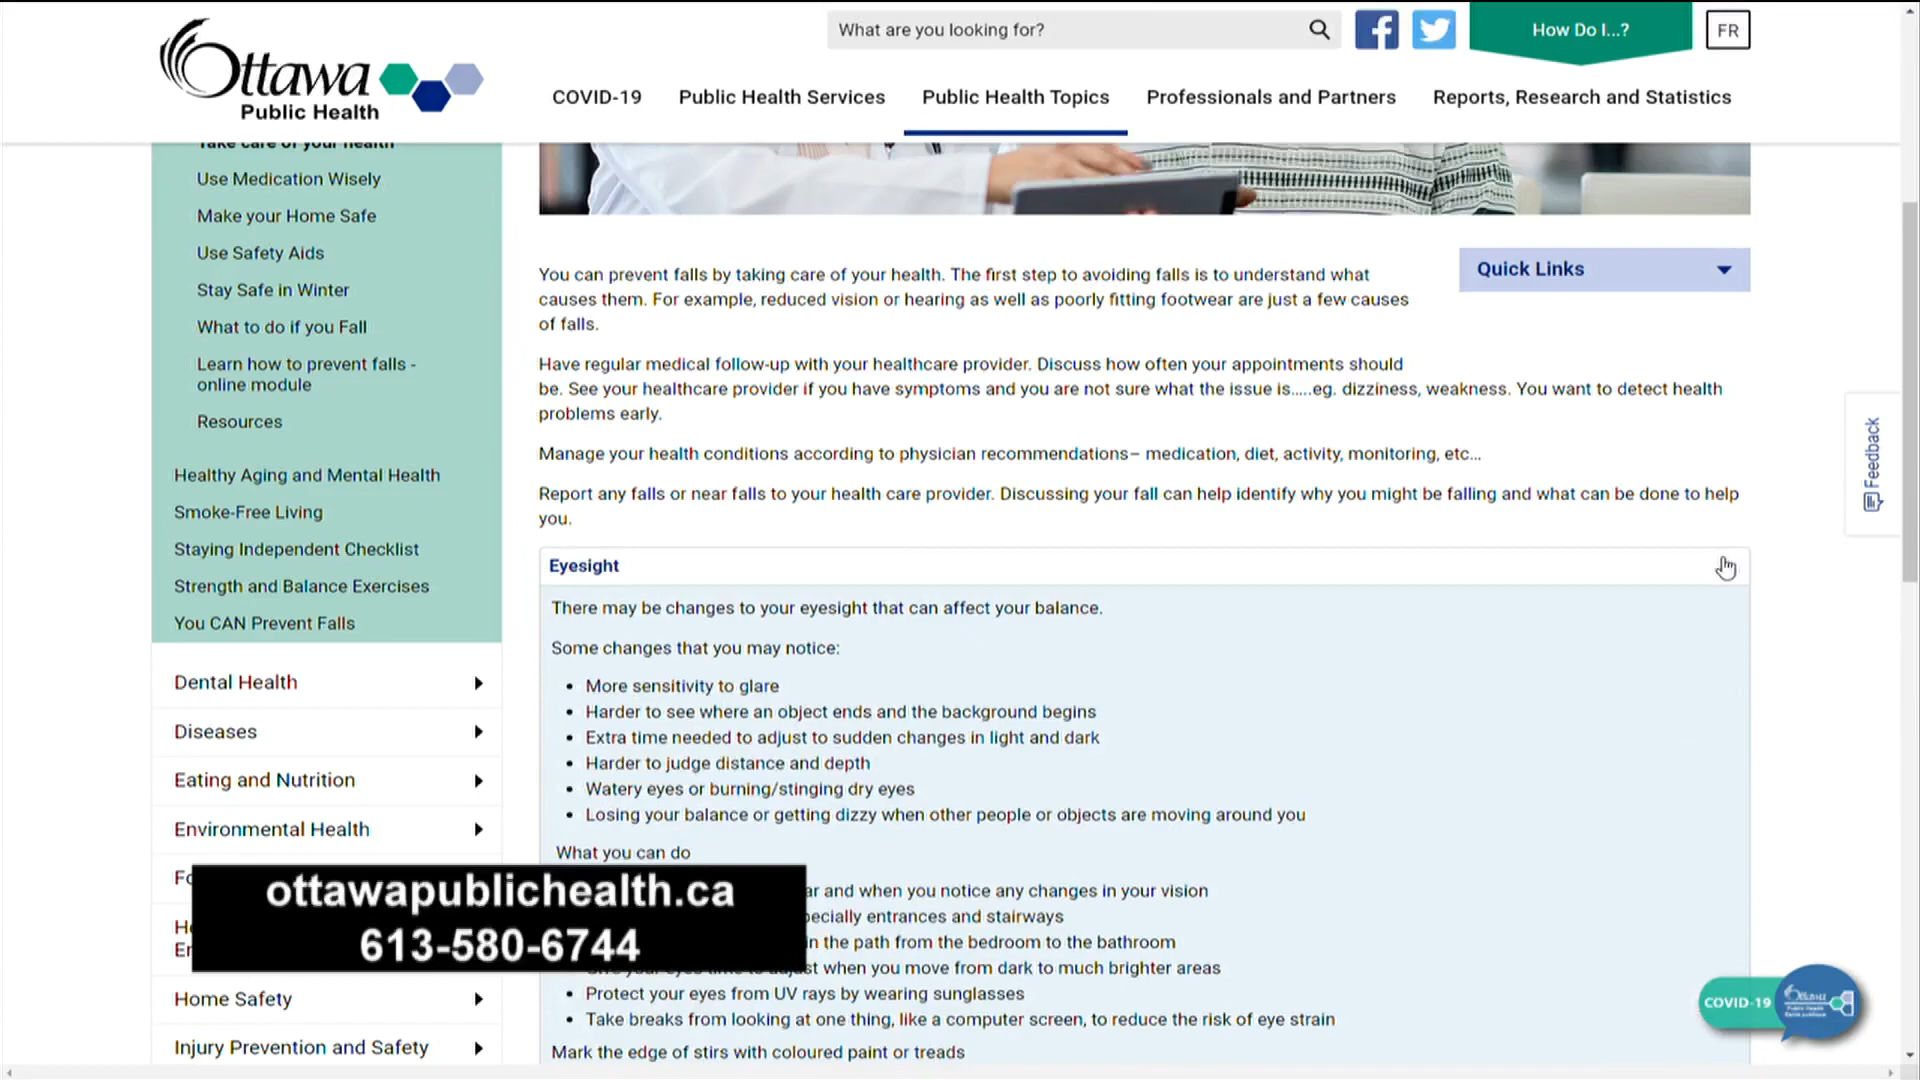 Ottawa
Public Health
What are you looking for?
How Do I...?
FR
COVID-19
Public Health Services
Public Health Topics
Professionals and Partners
Reports, Research and Statistics
Take care of your health
Use Medication Wisely
Make your Home Safe
Use Safety Aids
Stay Safe in Winter
What to do if you Fall
Learn how to prevent falls -
online module
Resources
Healthy Aging and Mental Health
Smoke-Free Living
Staying Independent Checklist
Strength and Balance Exercises
You CAN Prevent Falls
Dental Health
Diseases
Eating and Nutrition
Environmental Health
Home Safety
Injury Prevention and Safety
Quick Links
You can prevent falls by taking care of your health. The first step to avoiding falls is to understand what
causes them. For example, reduced vision or hearing as well as poorly fitting footwear are just a few causes
of falls.
Have regular medical follow-up with your healthcare provider. Discuss how often your appointments should
be. See your healthcare provider if you have symptoms and you are not sure what the issue is.....eg. dizziness, weakness. You want to detect health
problems early.
Manage your health conditions according to physician recommendations– medication, diet, activity, monitoring, etc...
Report any falls or near falls to your health care provider. Discussing your fall can help identify why you might be falling and what can be done to help
you.
Eyesight
There may be changes to your eyesight that can affect your balance.
Some changes that you may notice:
• More sensitivity to glare
• Harder to see where an object ends and the background begins
• Extra time needed to adjust to sudden changes in light and dark
• Harder to judge distance and depth
• Watery eyes or burning/stinging dry eyes
• Losing your balance or getting dizzy when other people or objects are moving around you
What you can do
and when you notice any changes in your vision
entrances and stairways
in the path from the bedroom to the bathroom
when you move from dark to much brighter areas
• Protect your eyes from UV rays by wearing sunglasses
• Take breaks from looking at one thing, like a computer screen, to reduce the risk of eye strain
Mark the edge of stirs with coloured paint or treads
Feedback
COVID-19
Ottawa
ottawapublichealth.ca
613-580-6744